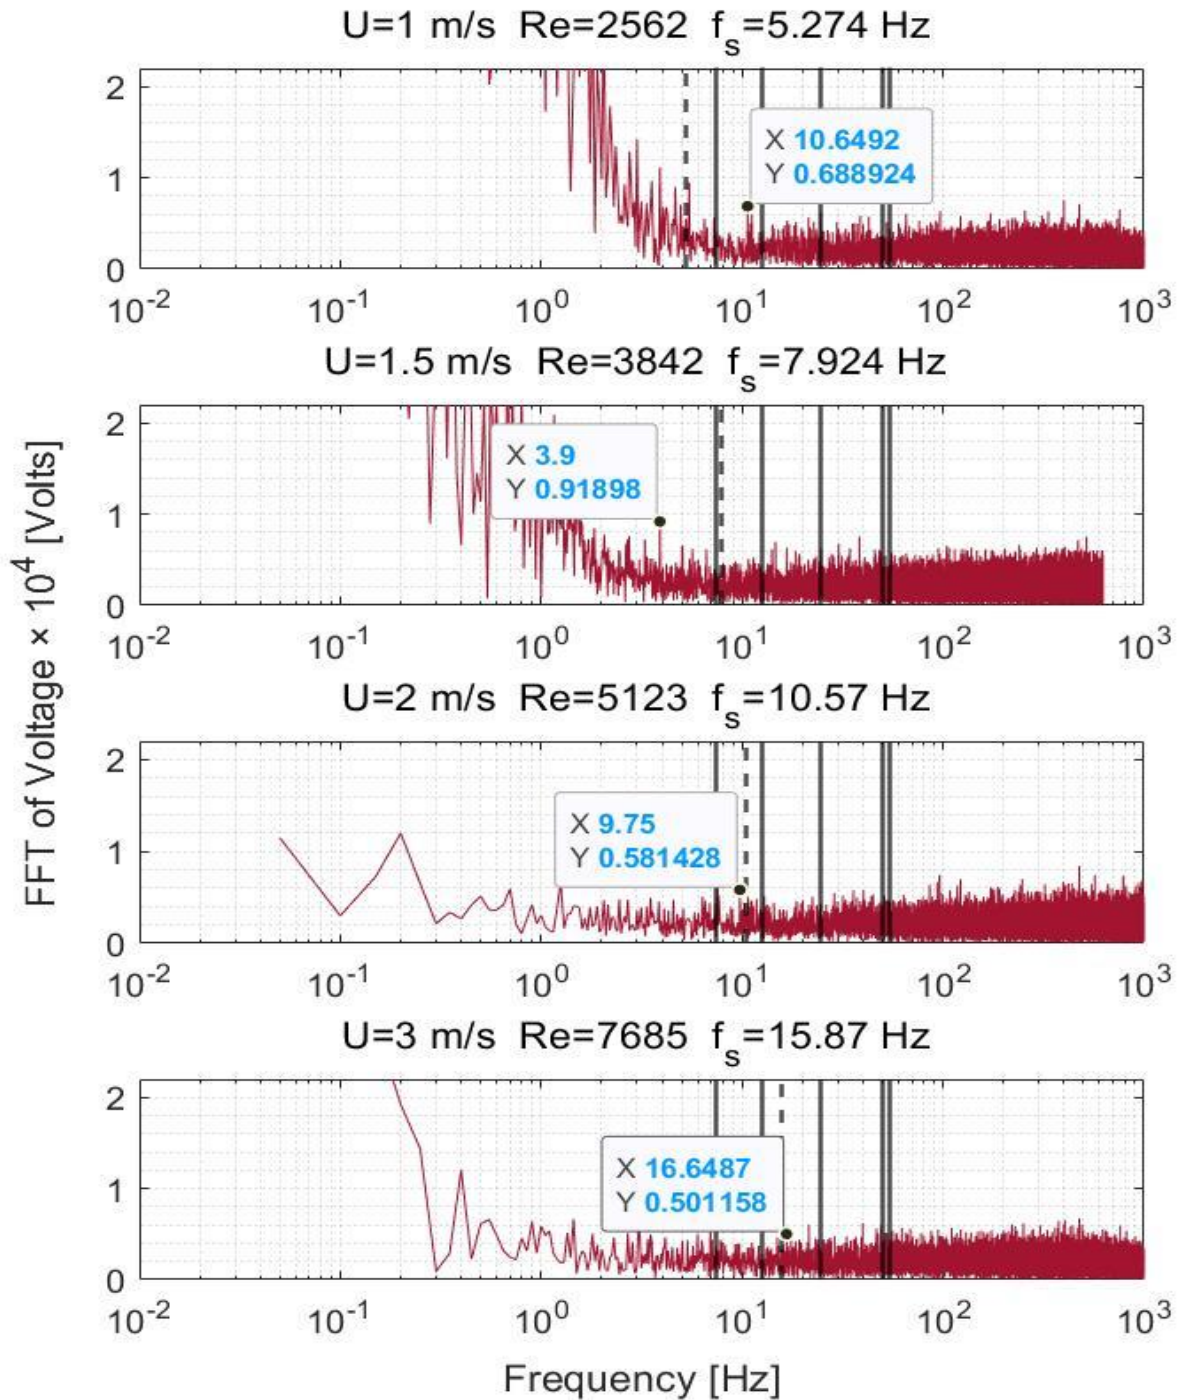 U=1 m/s Re=2562 f_s=5.274 Hz
2
X 10.6492
Y 0.688924
1
0
10^-2 10^-1 10^0 10^1 10^2 10^3
U=1.5 m/s Re=3842 f_s=7.924 Hz
2
X 3.9
Y 0.91898
1
0
10^-2 10^-1 10^0 10^1 10^2 10^3
FFT of Voltage × 10^4 [Volts]
U=2 m/s Re=5123 f_s=10.57 Hz
2
X 9.75
Y 0.581428
1
0
10^-2 10^-1 10^0 10^1 10^2 10^3
U=3 m/s Re=7685 f_s=15.87 Hz
2
X 16.6487
Y 0.501158
1
0
10^-2 10^-1 10^0 10^1 10^2 10^3
Frequency [Hz]